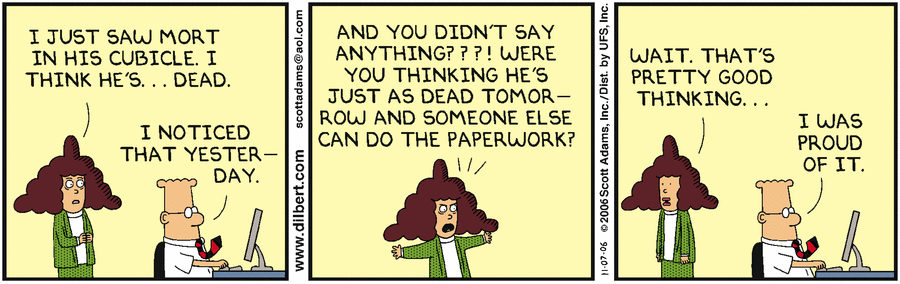 I JUST SAW MORT
IN HIS CUBICLE. I
THINK HE'S. . . DEAD.
I NOTICED
THAT YESTER—
DAY.
www.dilbert.com scottadams@aol.com
AND YOU DIDN'T SAY
ANYTHING???! WERE
YOU THINKING HE'S
JUST AS DEAD TOMOR—
ROW AND SOMEONE ELSE
CAN DO THE PAPERWORK?
11-07-06 ©2006 Scott Adams, Inc./Dist. by UFS, Inc.
WAIT. THAT'S
PRETTY GOOD
THINKING. . .
I WAS
PROUD
OF IT.